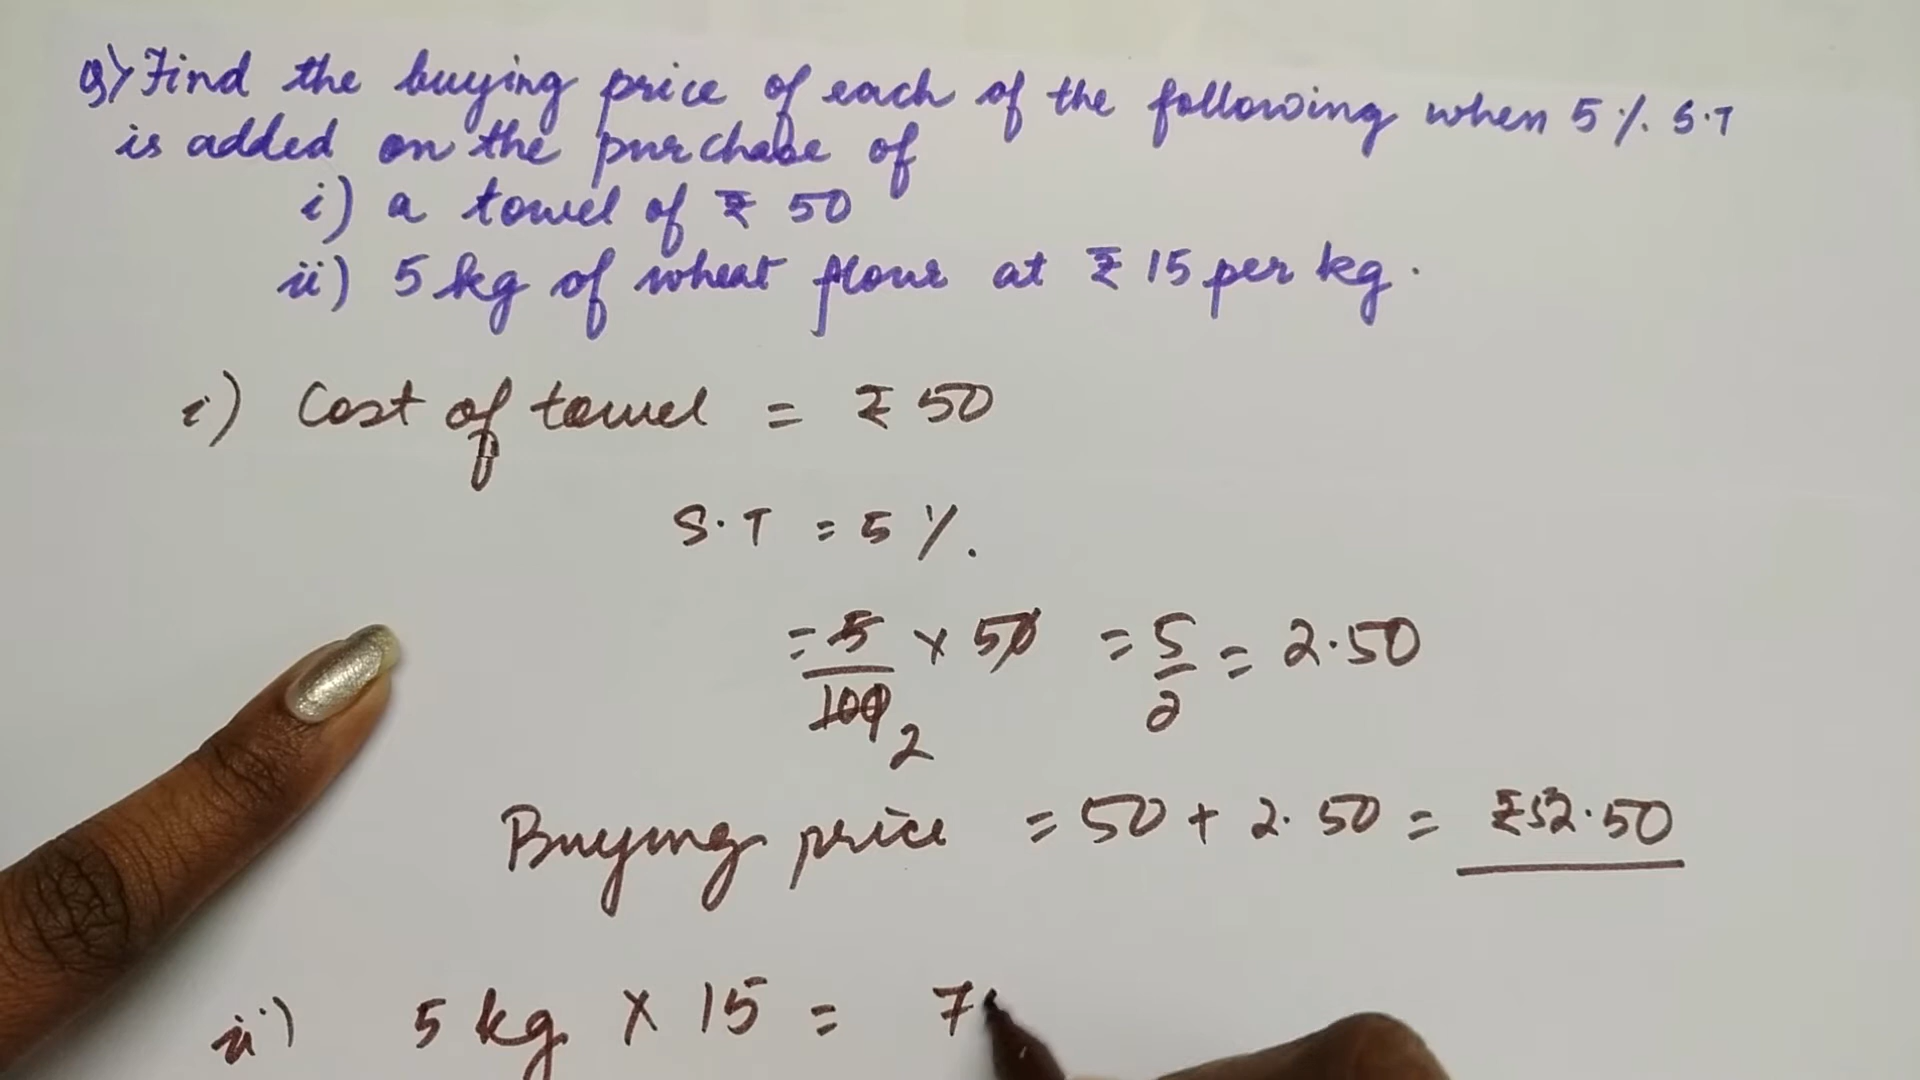 Q) Find the buying price of each of the following when 5 % S.T
is added on the purchase of
i) a towel of ₹ 50
ii) 5 kg of wheat flour at ₹ 15 per kg.
i) Cost of towel = ₹ 50
S.T = 5 %.
= 5/100 2 × 50 = 5/2 = 2.50
Buying price = 50 + 2.50 = ₹52.50
ii) 5 kg × 15 = 7